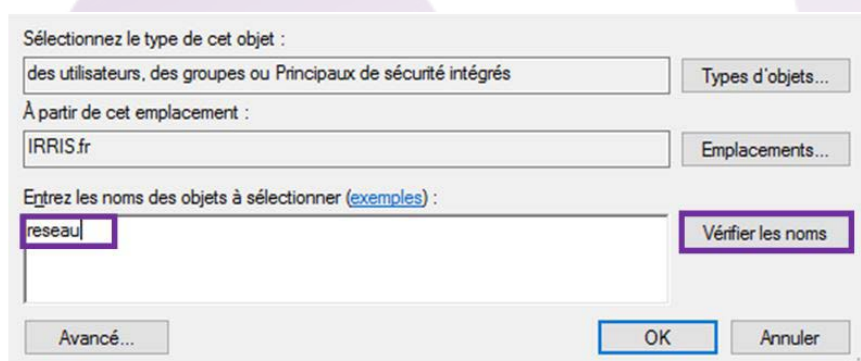 Sélectionnez le type de cet objet :
des utilisateurs, des groupes ou Principaux de sécurité intégrés
Types d'objets...
À partir de cet emplacement :
IRRIS.fr
Emplacements...
Entrez les noms des objets à sélectionner (exemples) :
reseau
Vérifier les noms
Avancé...
OK
Annuler